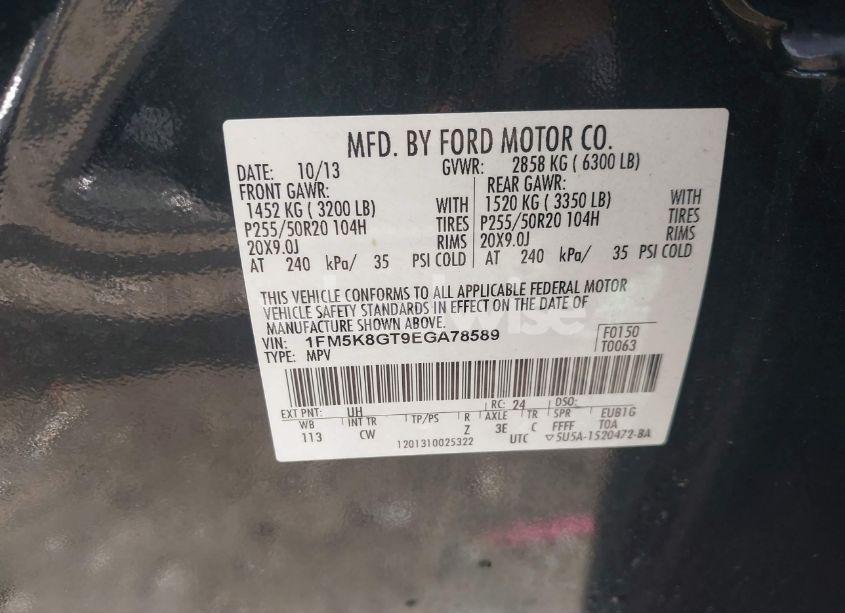 MFD. BY FORD MOTOR CO.
DATE: 10/13 GVWR: 2858 KG ( 6300 LB)
FRONT GAWR: REAR GAWR:
1452 KG ( 3200 LB) WITH 1520 KG ( 3350 LB) WITH
P255/50R20 104H TIRES P255/50R20 104H TIRES
20X9.0J RIMS 20X9.0J RIMS
AT 240 kPa/ 35 PSI COLD AT 240 kPa/ 35 PSI COLD
THIS VEHICLE CONFORMS TO ALL APPLICABLE FEDERAL MOTOR
VEHICLE SAFETY STANDARDS IN EFFECT ON THE DATE OF
MANUFACTURE SHOWN ABOVE.
VIN: 1FM5K8GT9EGA78589 F0150
TYPE: MPV T0063
EXT PNT: UH RC: 24 DSO:
WB INT TR TP/PS R AXLE TR SPR EUB1G
113 CW Z 3E C FFFF TOA
1201310025322 UTC ▽5U5A-1520472-BA